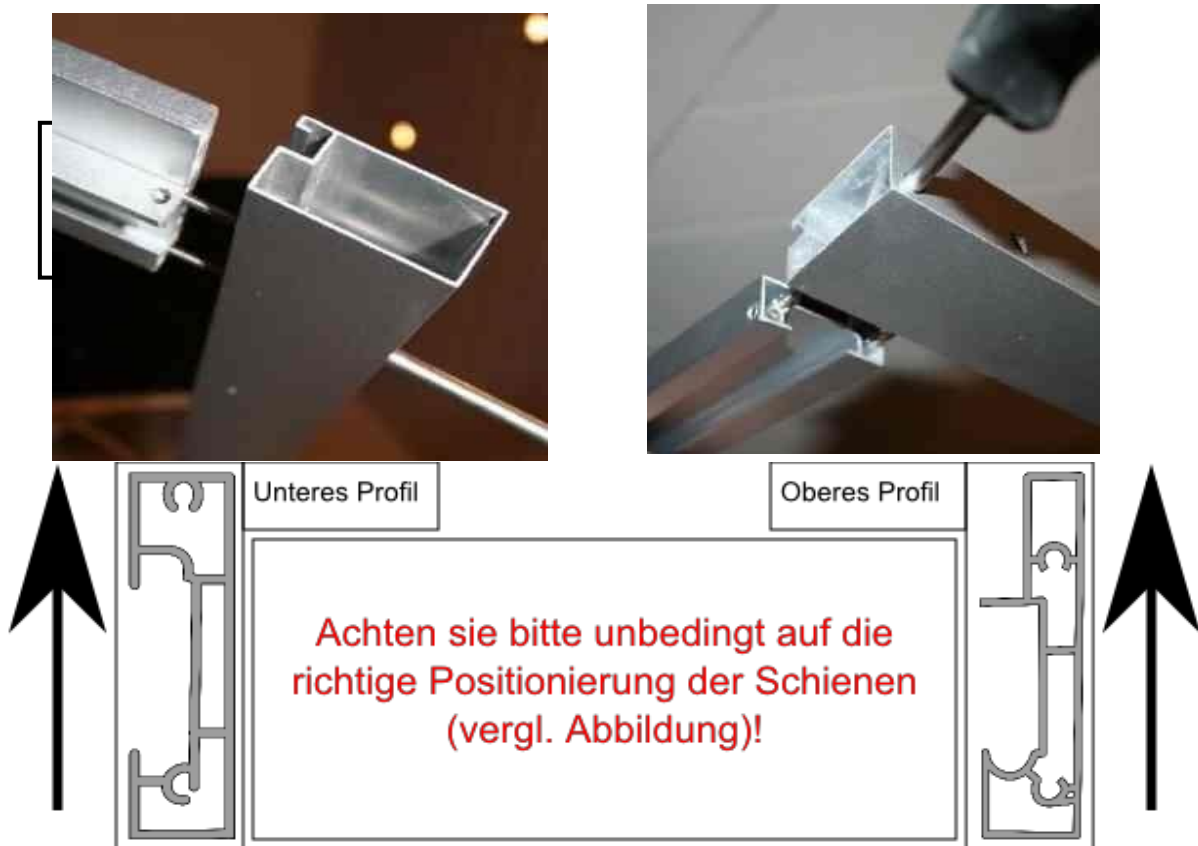 Unteres Profil
Oberes Profil
Achten sie bitte unbedingt auf die
richtige Positionierung der Schienen
(vergl. Abbildung)!